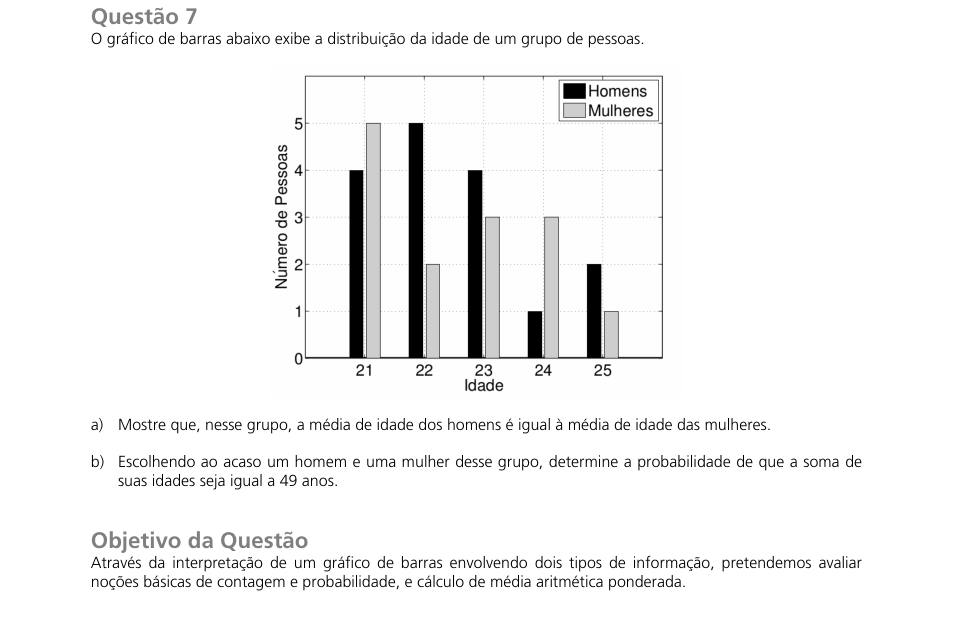 Questão 7
O gráfico de barras abaixo exibe a distribuição da idade de um grupo de pessoas.
Homens
Mulheres
5
4
3
2
1
0
Número de Pessoas
21 22 23 24 25
Idade
a) Mostre que, nesse grupo, a média de idade dos homens é igual à média de idade das mulheres.
b) Escolhendo ao acaso um homem e uma mulher desse grupo, determine a probabilidade de que a soma de
suas idades seja igual a 49 anos.
Objetivo da Questão
Através da interpretação de um gráfico de barras envolvendo dois tipos de informação, pretendemos avaliar
noções básicas de contagem e probabilidade, e cálculo de média aritmética ponderada.